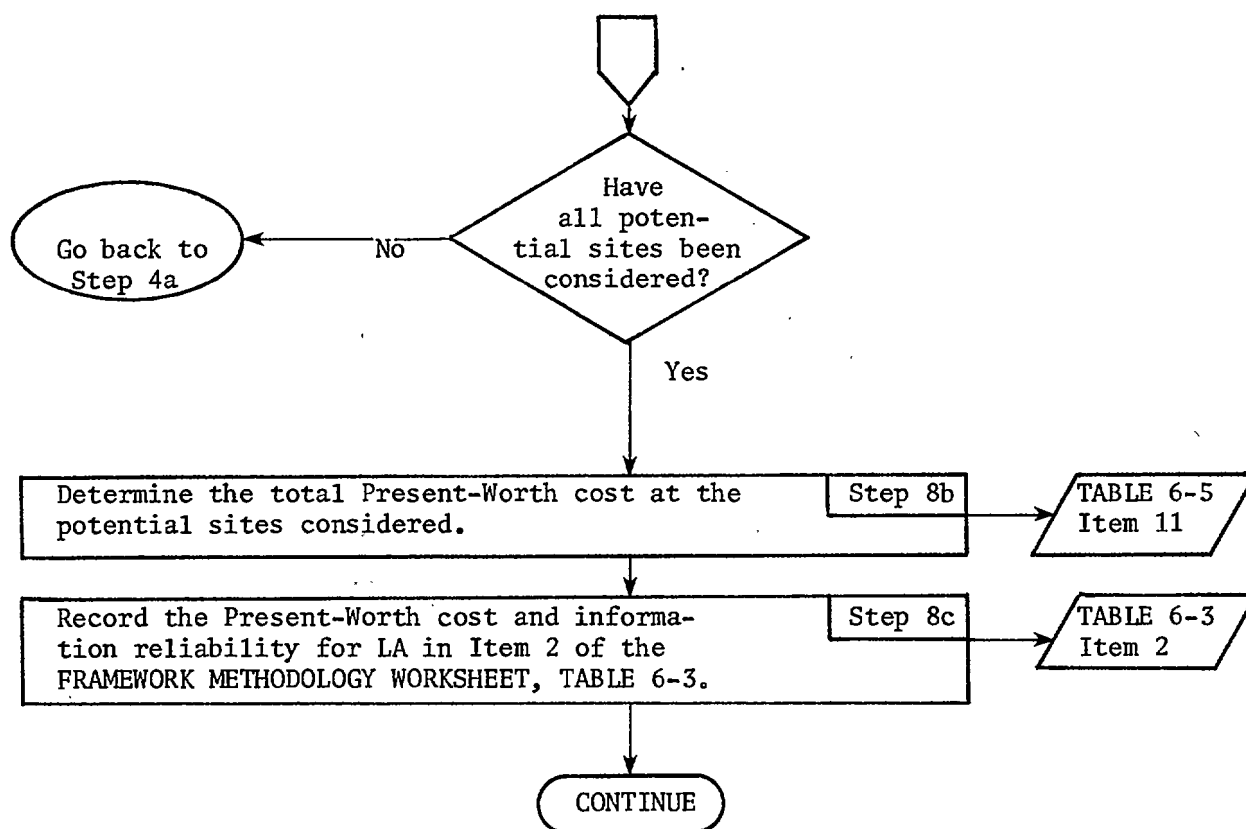 Have
all poten-
tial sites been
considered?
No
Go back to
Step 4a
Yes
Determine the total Present-Worth cost at the
potential sites considered.
Step 8b
TABLE 6-5
Item 11
Record the Present-Worth cost and informa-
tion reliability for LA in Item 2 of the
FRAMEWORK METHODOLOGY WORKSHEET, TABLE 6-3.
Step 8c
TABLE 6-3
Item 2
CONTINUE